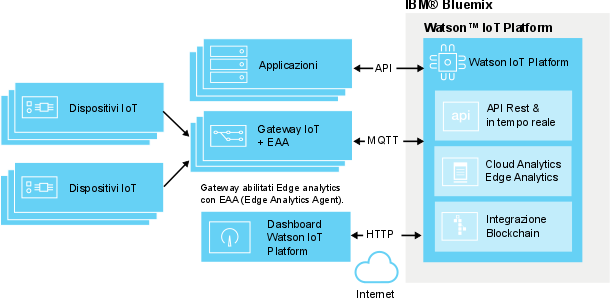 IBM® Bluemix
Watson™ IoT Platform
Applicazioni
API
Watson IoT Platform
Dispositivi IoT
api
API Rest &
in tempo reale
Gateway IoT
+ EAA
MQTT
Cloud Analytics
Edge Analytics
Dispositivi IoT
Gateway abilitati Edge analytics
con EAA (Edge Analytics Agent).
Dashboard
Watson IoT
Platform
HTTP
Integrazione
Blockchain
Internet